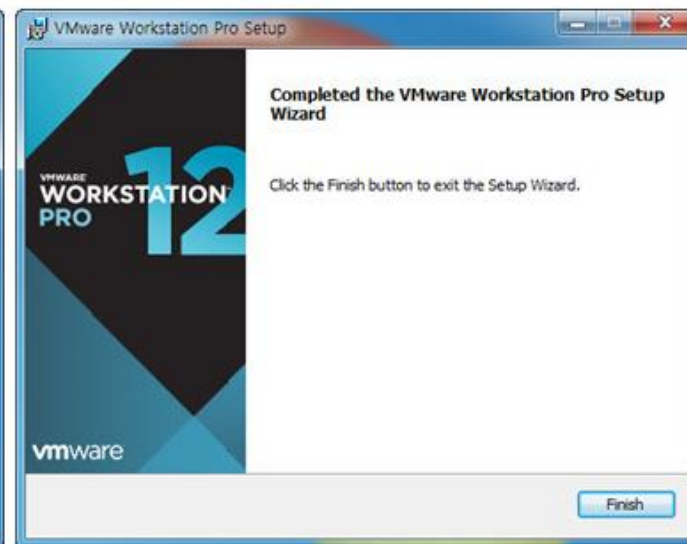 VMware Workstation Pro Setup
Completed the VMware Workstation Pro Setup
Wizard
Click the Finish button to exit the Setup Wizard.
VMWARE
WORKSTATION™
PRO
12
vmware
Finish